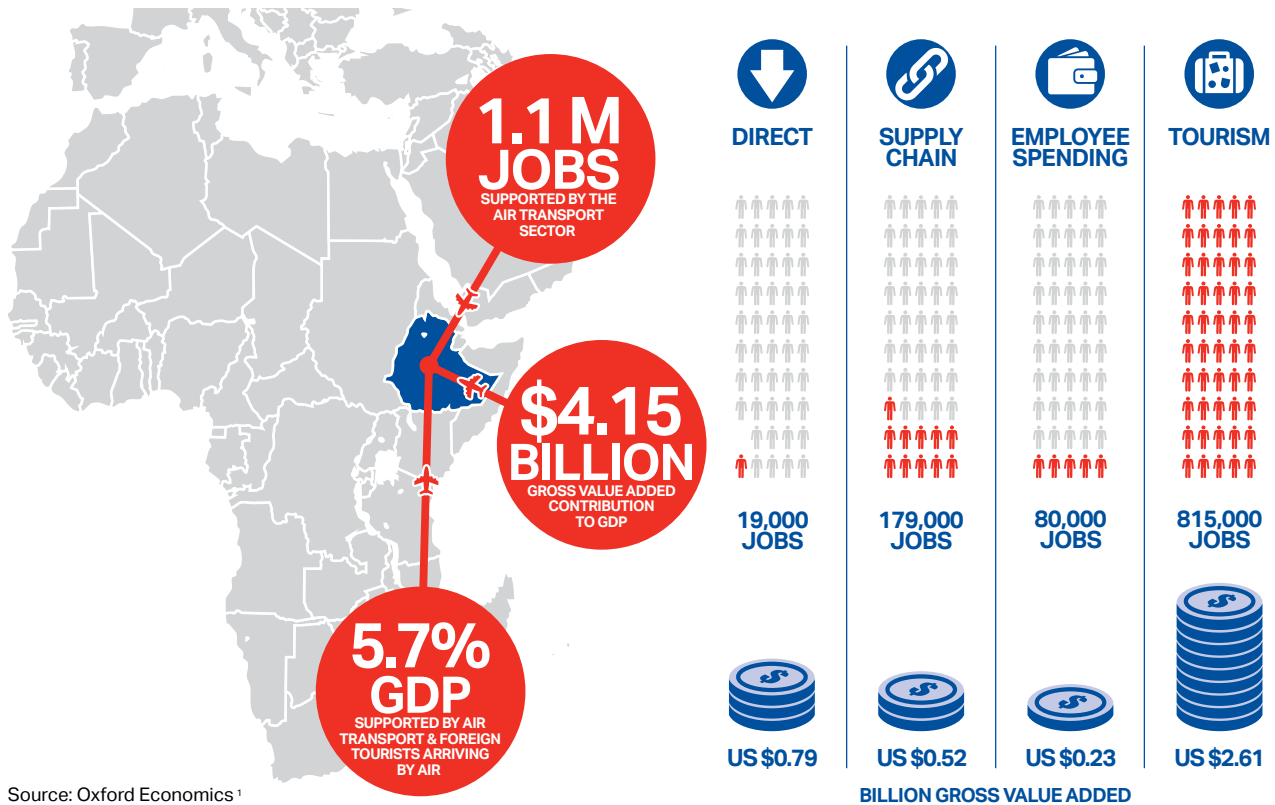 1.1 M
JOBS
SUPPORTED BY THE
AIR TRANSPORT
SECTOR
$4.15
BILLION
GROSS VALUE ADDED
CONTRIBUTION
TO GDP
5.7%
GDP
SUPPORTED BY AIR
TRANSPORT & FOREIGN
TOURISTS ARRIVING
BY AIR
Source: Oxford Economics ¹
DIRECT
19,000
JOBS
$
US $0.79
SUPPLY
CHAIN
179,000
JOBS
$
US $0.52
EMPLOYEE
SPENDING
80,000
JOBS
$
US $0.23
TOURISM
815,000
JOBS
$
US $2.61
BILLION GROSS VALUE ADDED